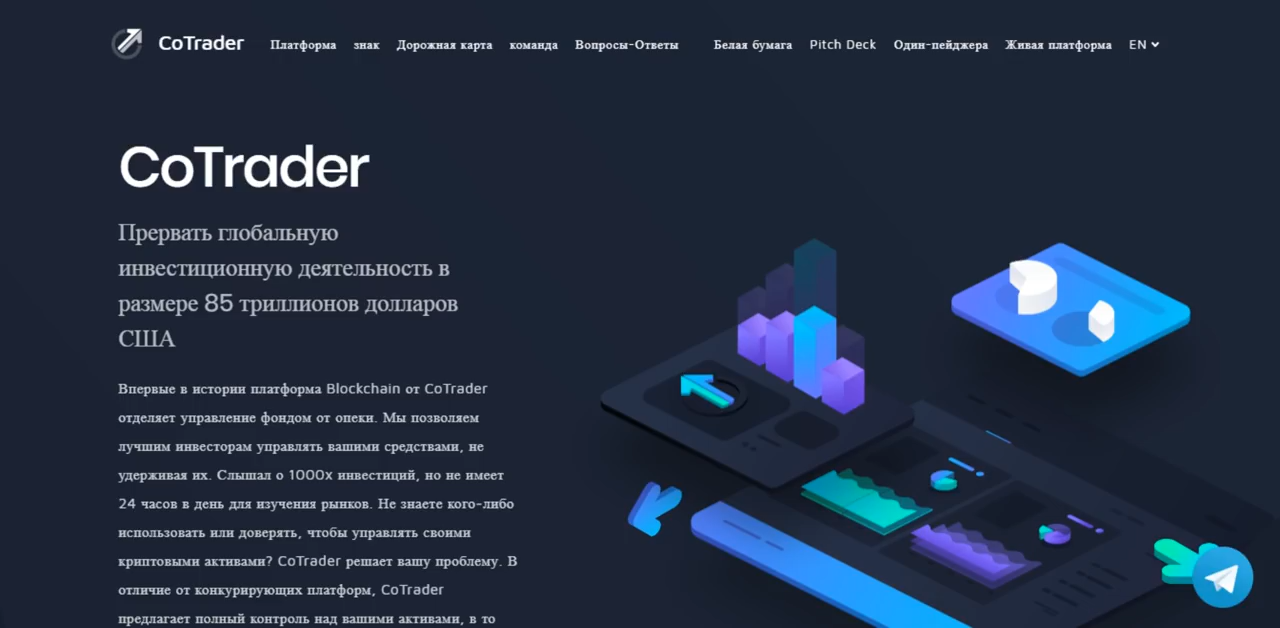 CoTrader Платформа знак Дорожная карта команда Вопросы-Ответы Белая бумага Pitch Deck Один-пейджера Живая платформа EN
CoTrader
Прервать глобальную
инвестиционную деятельность в
размере 85 триллионов долларов
США
Впервые в истории платформа Blockchain от CoTrader
отделяет управление фондом от опеки. Мы позволяем
лучшим инвесторам управлять вашими средствами, не
удерживая их. Слышал о 1000x инвестиций, но не имеет
24 часов в день для изучения рынков. Не знаете кого-либо
использовать или доверять, чтобы управлять своими
криптовыми активами? CoTrader решает вашу проблему. В
отличие от конкурирующих платформ, CoTrader
предлагает полный контроль над вашими активами, в то